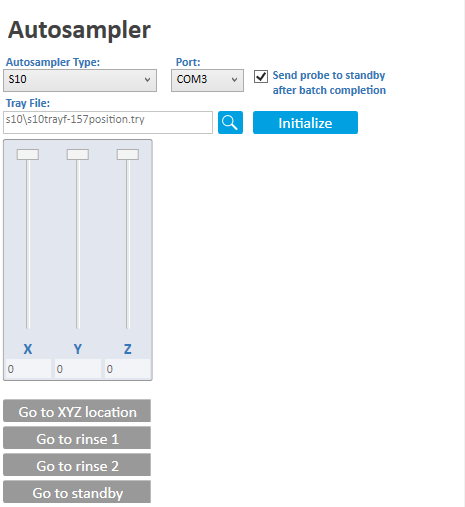 Autosampler
Autosampler Type: Port:
S10 COM3 Send probe to standby
after batch completion
Tray File:
s10\s10trayf-157position.try Initialize
X Y Z
0 0 0
Go to XYZ location
Go to rinse 1
Go to rinse 2
Go to standby